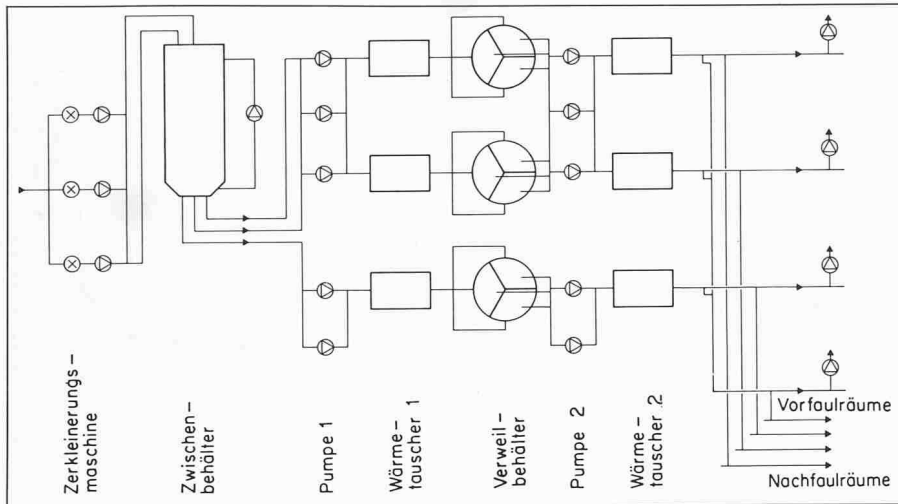 Zerkleinerungs-
maschine
Zwischen-
behälter
Pumpe 1
Wärme-
tauscher 1
Verweil-
behälter
Pumpe 2
Wärme-
tauscher 2
Vorfaulräume
Nachfaulräume